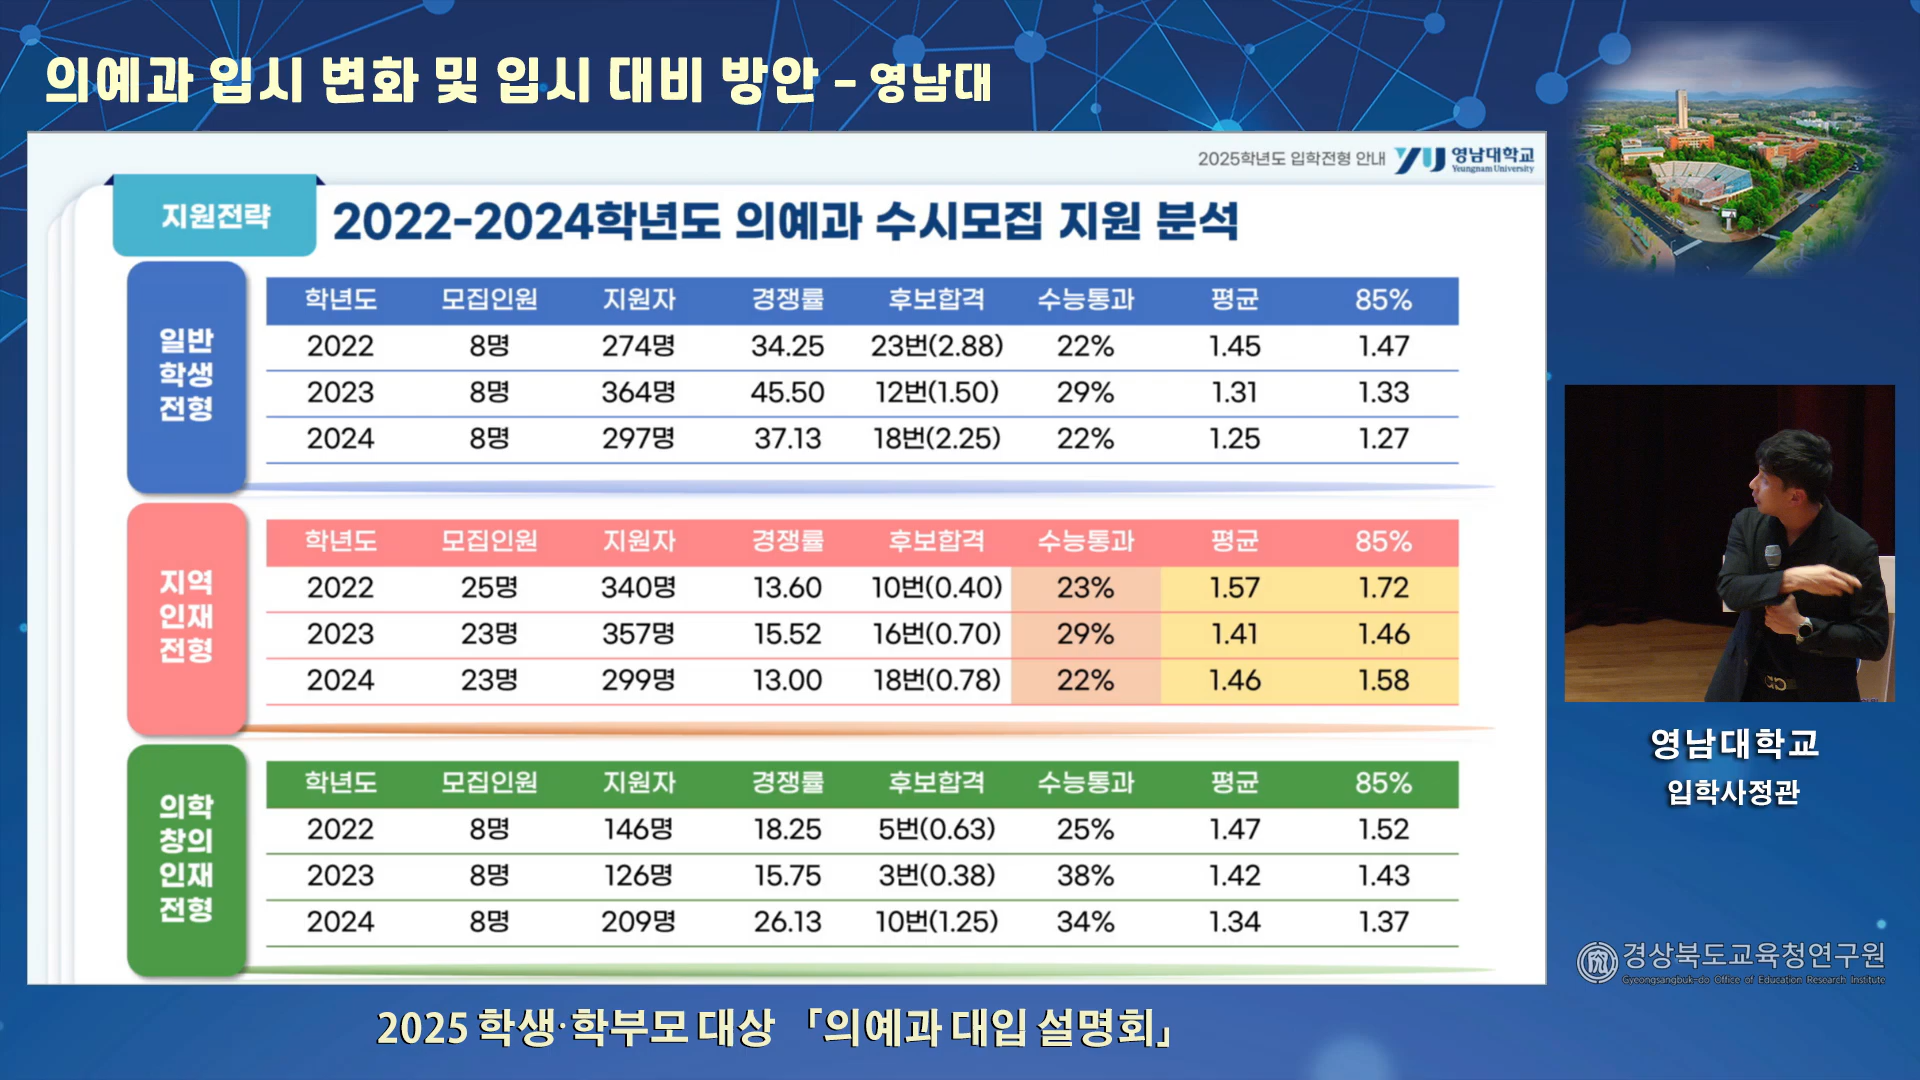 의예과 입시 변화 및 입시 대비 방안 - 영남대
2025학년도 입학전형 안내 YU 영남대학교
Yeungnam University
지원전략
2022-2024학년도 의예과 수시모집 지원 분석
일반
학생
전형
학년도 모집인원 지원자 경쟁률 후보합격 수능통과 평균 85%
2022 8명 274명 34.25 23번(2.88) 22% 1.45 1.47
2023 8명 364명 45.50 12번(1.50) 29% 1.31 1.33
2024 8명 297명 37.13 18번(2.25) 22% 1.25 1.27
지역
인재
전형
학년도 모집인원 지원자 경쟁률 후보합격 수능통과 평균 85%
2022 25명 340명 13.60 10번(0.40) 23% 1.57 1.72
2023 23명 357명 15.52 16번(0.70) 29% 1.41 1.46
2024 23명 299명 13.00 18번(0.78) 22% 1.46 1.58
의학
창의
인재
전형
학년도 모집인원 지원자 경쟁률 후보합격 수능통과 평균 85%
2022 8명 146명 18.25 5번(0.63) 25% 1.47 1.52
2023 8명 126명 15.75 3번(0.38) 38% 1.42 1.43
2024 8명 209명 26.13 10번(1.25) 34% 1.34 1.37
영남대학교
입학사정관
경상북도교육청연구원
Gyeongsangbuk-do Office of Education Research Institute
2025 학생·학부모 대상 「의예과 대입 설명회」